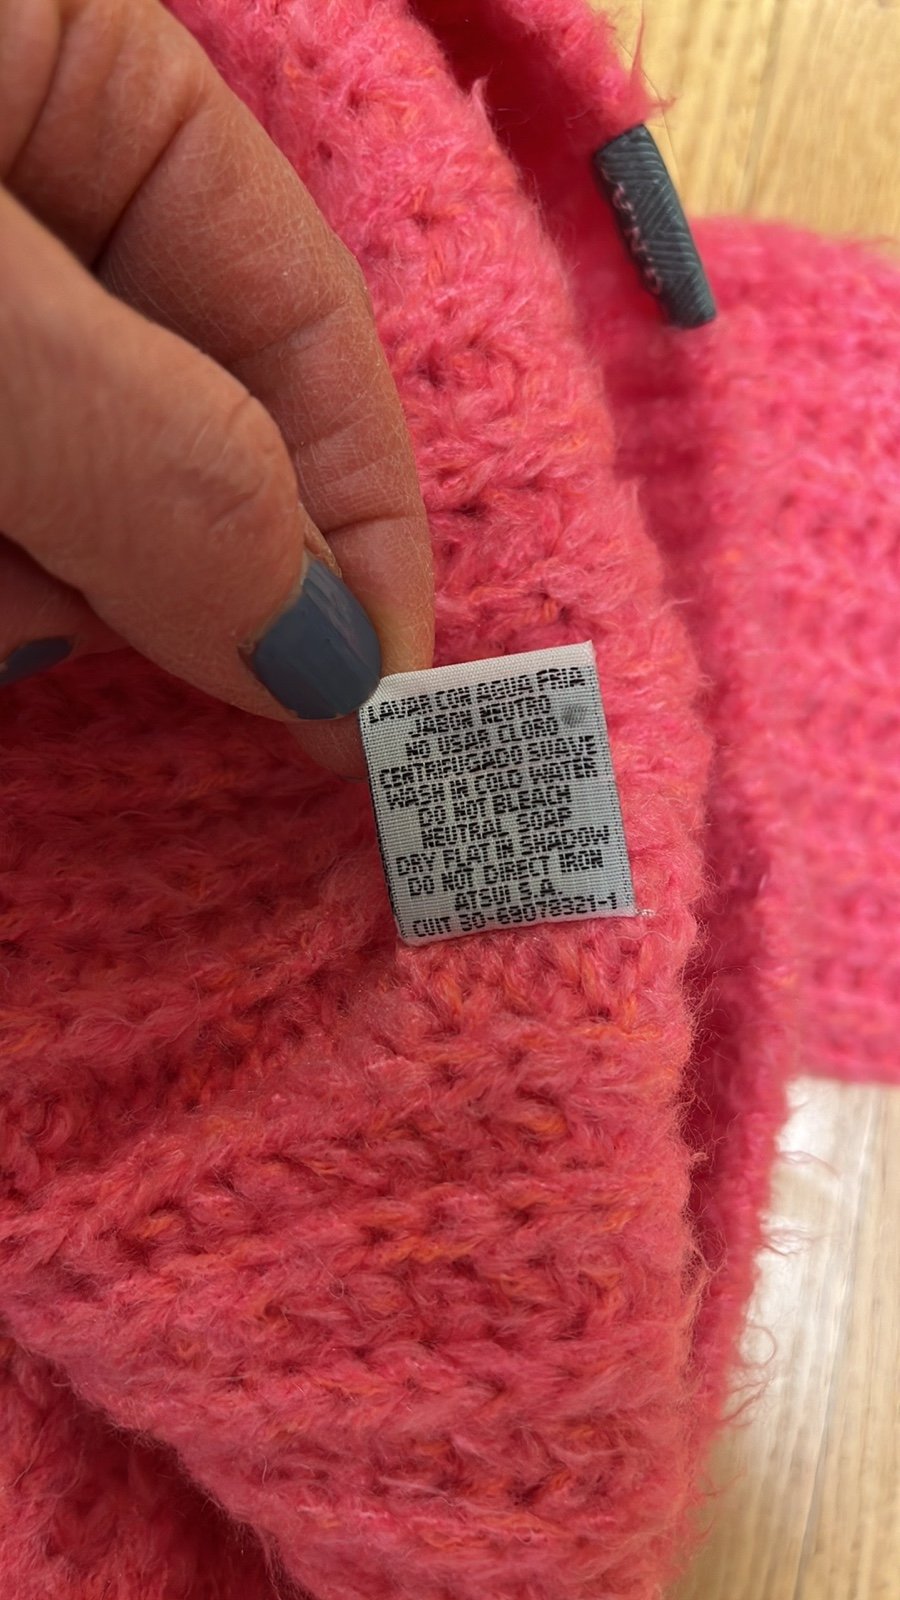 LAVAR CON AGUA FRIA
JABON NEUTRO
NO USAR CLORO
CENTRIFUGADO SUAVE
WASH IN COLD WATER
DO NOT BLEACH
NEUTRAL SOAP
DRY FLAT IN SHADOW
DO NOT DIRECT IRON
ATSUI S.A.
CUIT 30-63078321-1